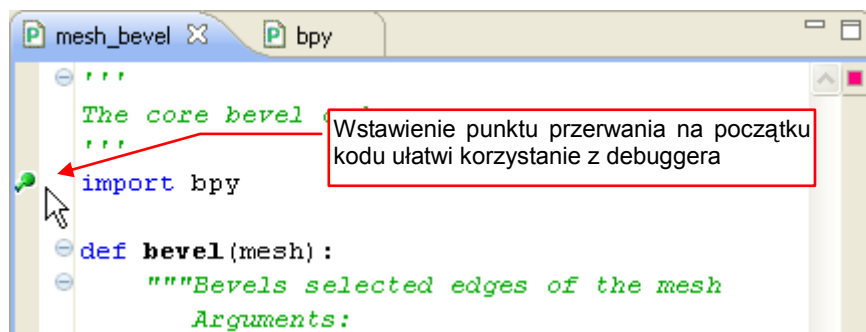 mesh_bevel bpy
'''
The core bevel
'''
Wstawienie punktu przerwania na początku
kodu ułatwi korzystanie z debuggera
import bpy
def bevel(mesh):
"""Bevels selected edges of the mesh
Arguments: